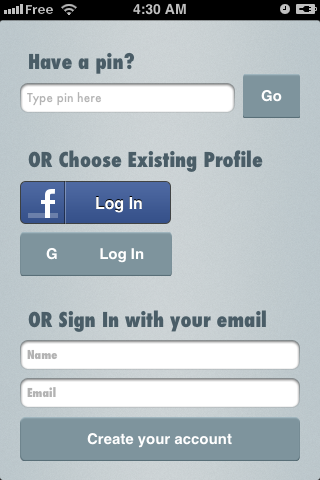 Free 4:30 AM
Have a pin?
Type pin here Go
OR Choose Existing Profile
f Log In
G Log In
OR Sign In with your email
Name
Email
Create your account